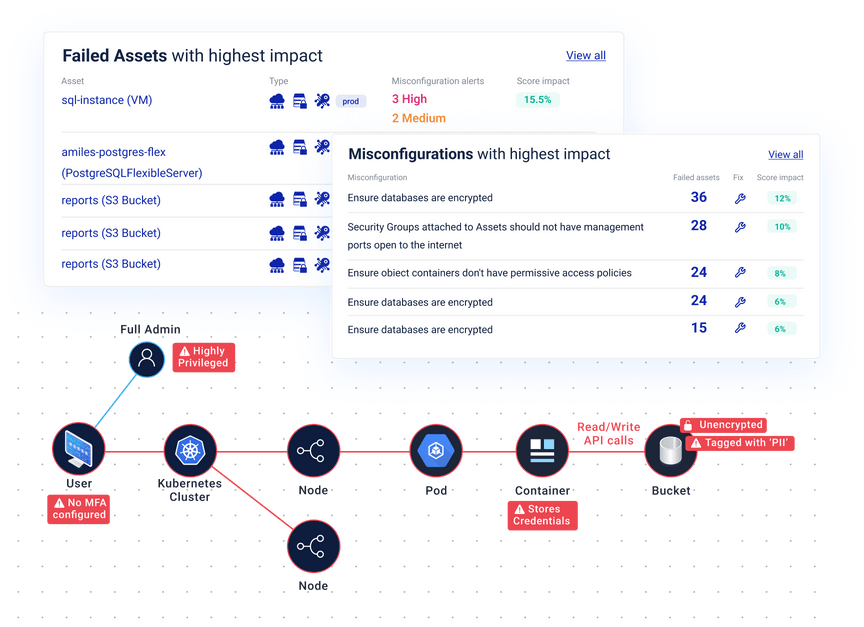 Failed Assets with highest impact
View all
Asset
Type
Misconfiguration alerts
Score impact
sql-instance (VM)
prod
3 High
15.5%
2 Medium
amiles-postgres-flex
(PostgreSQLFlexibleServer)
reports (S3 Bucket)
reports (S3 Bucket)
reports (S3 Bucket)
Misconfigurations with highest impact
View all
Misconfiguration
Failed assets
Fix
Score impact
Ensure databases are encrypted
36
12%
Security Groups attached to Assets should not have management
ports open to the internet
28
10%
Ensure obiect containers don't have permissive access policies
24
8%
Ensure databases are encrypted
24
6%
Ensure databases are encrypted
15
6%
Full Admin
Highly
Privileged
User
No MFA
configured
Kubernetes
Cluster
Node
Node
Pod
Container
Stores
Credentials
Read/Write
API calls
Unencrypted
Tagged with 'PII'
Bucket